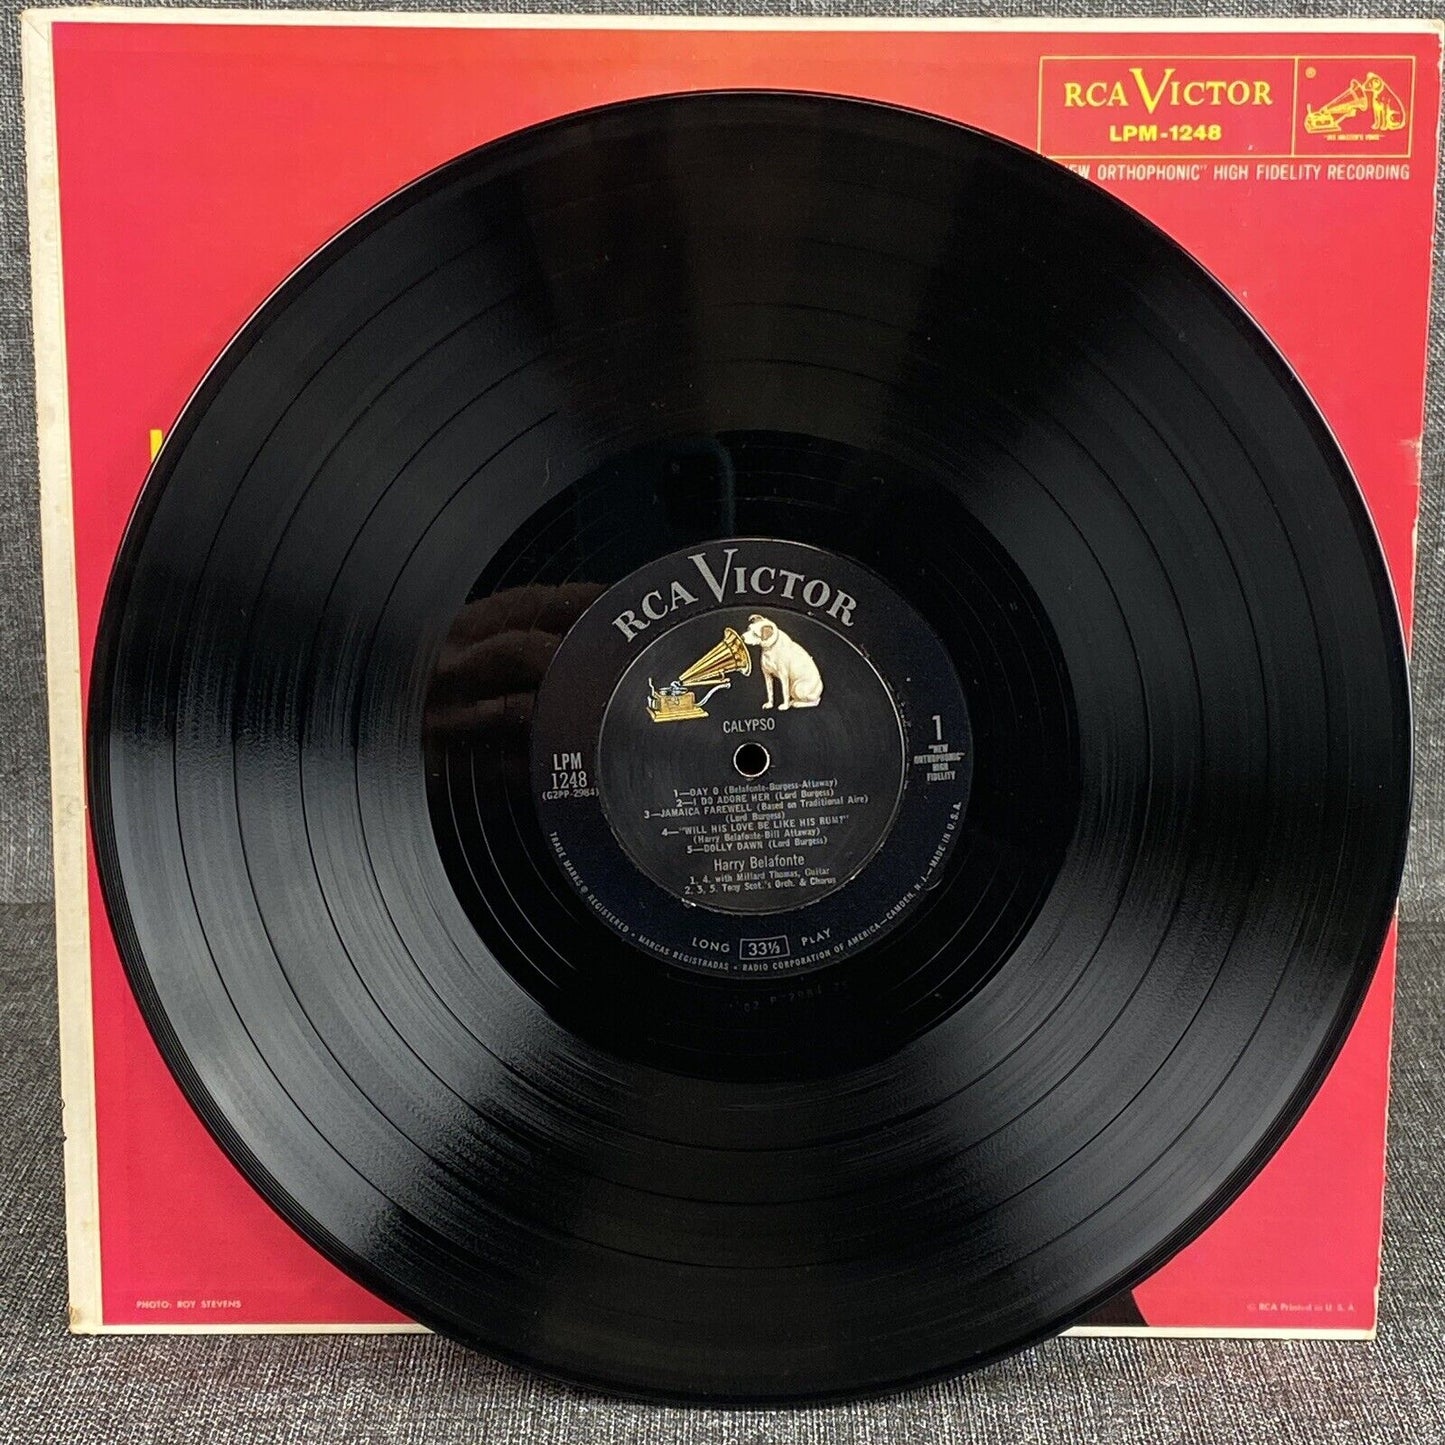 RCA VICTOR
LPM-1248
"HIS MASTER'S VOICE"
ORTHOPHONIC" HIGH FIDELITY RECORDING
RCA VICTOR
CALYPSO
LPM
1248
(G2PP-2984)
1
"NEW
ORTHOPHONIC"
HIGH
FIDELITY
1—DAY O (Belafonte-Burgess-Attaway)
2—I DO ADORE HER (Lord Burgess)
3—JAMAICA FAREWELL (Based on Traditional Aire)
(Lord Burgess)
4—"WILL HIS LOVE BE LIKE HIS RUM?"
(Harry Belafonte-Bill Attaway)
5—DOLLY DAWN (Lord Burgess)
Harry Belafonte
1. 4. with Millard Thomas, Guitar
2. 3. 5. Tony Scot.'s Orch. & Chorus
LONG 33⅓ PLAY
TRADE MARKS ® REGISTERED • MARCAS REGISTRADAS • RADIO CORPORATION OF AMERICA—CAMDEN, N.J.—MADE IN U.S.A.
PHOTO: ROY STEVENS
© RCA Printed in U. S. A.